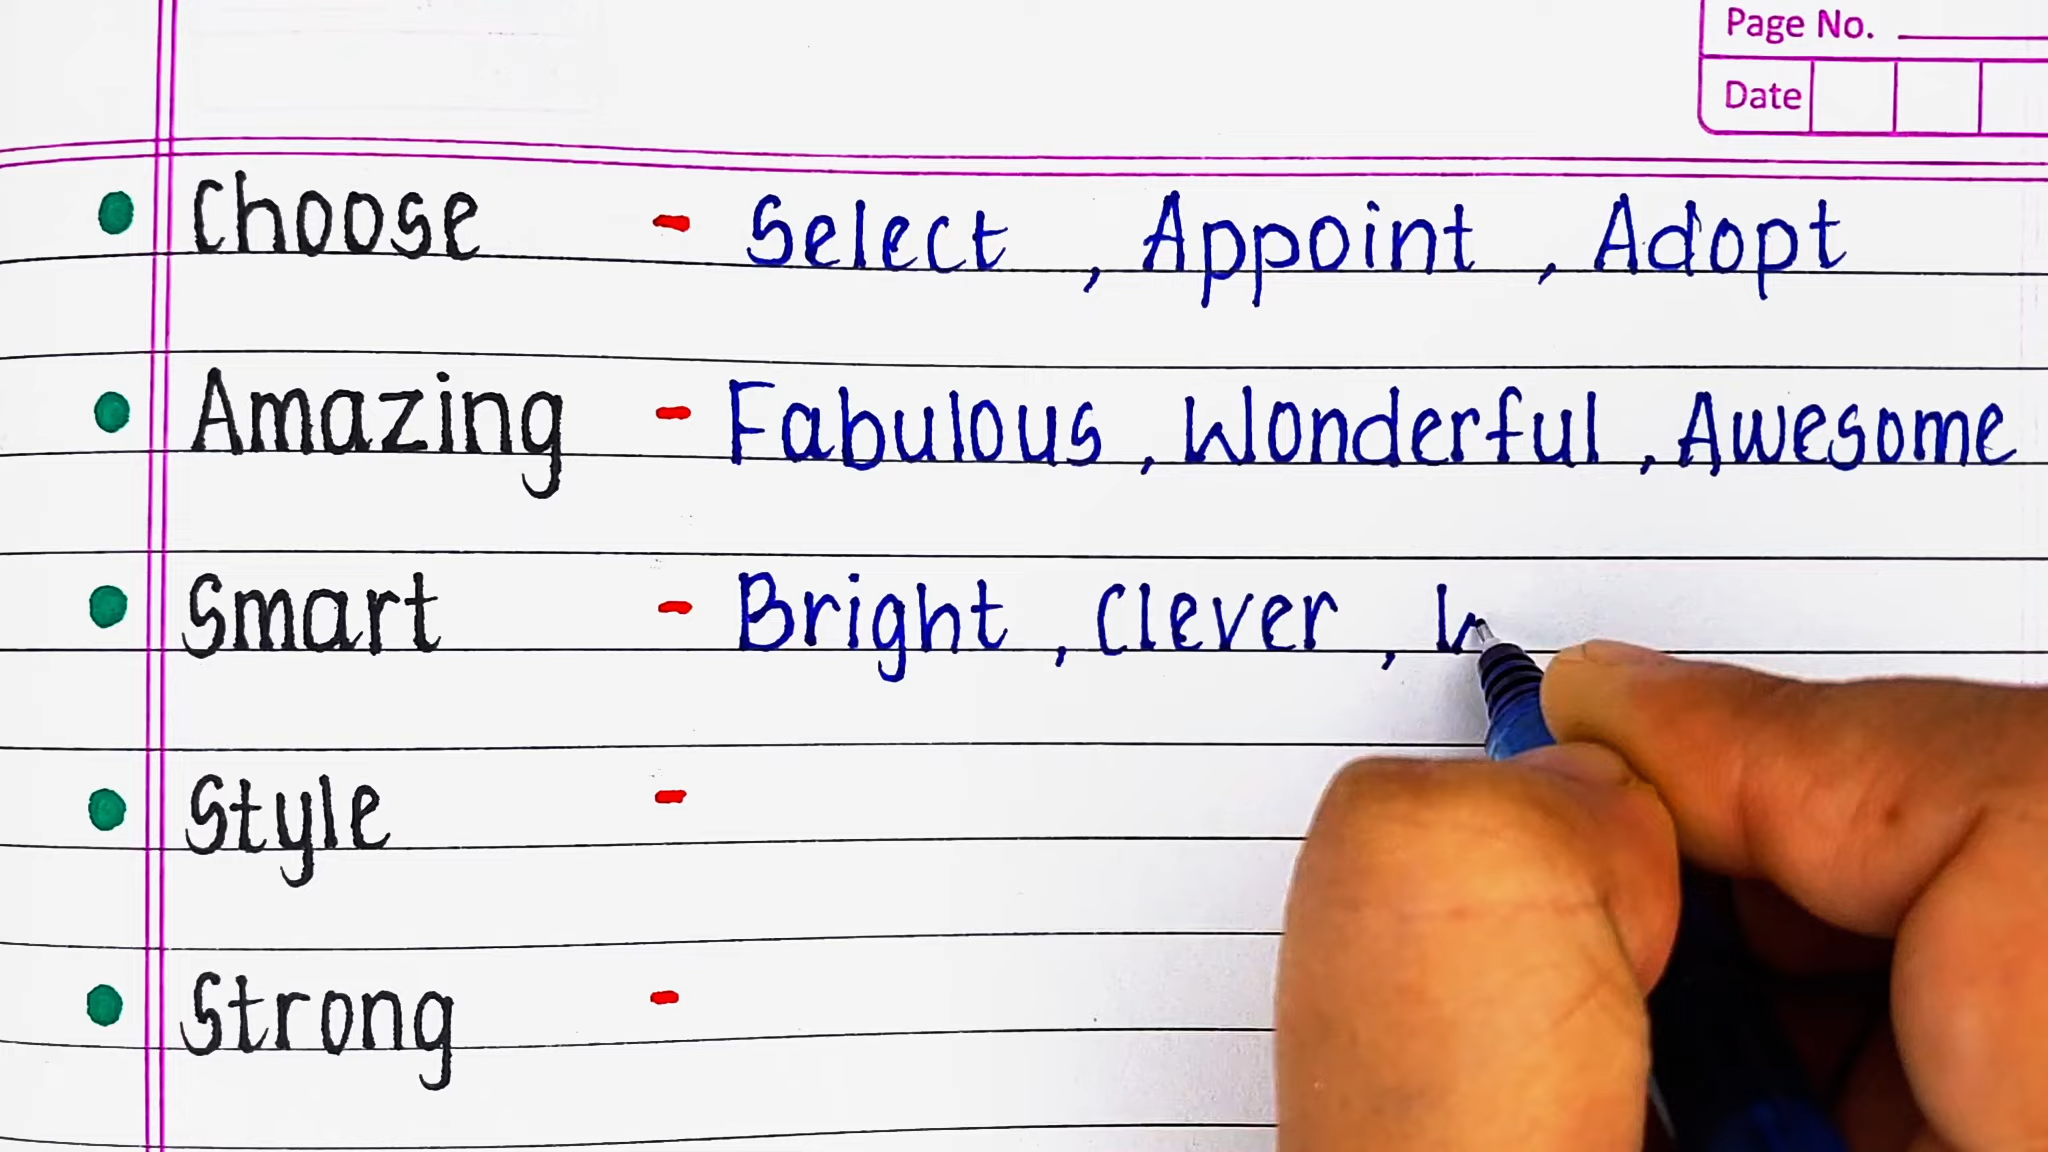 Page No.
Date
• Choose - Select , Appoint , Adopt
• Amazing - Fabulous , Wonderful , Awesome
• Smart - Bright , Clever ,
• Style -
• Strong -